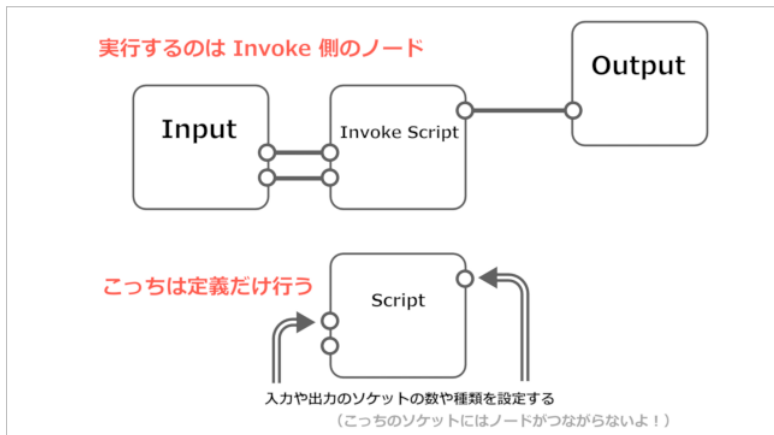 実行するのは Invoke 側のノード
Output
Input
Invoke Script
こっちは定義だけ行う
Script
入力や出力のソケットの数や種類を設定する
（こっちのソケットにはノードがつながらないよ！）